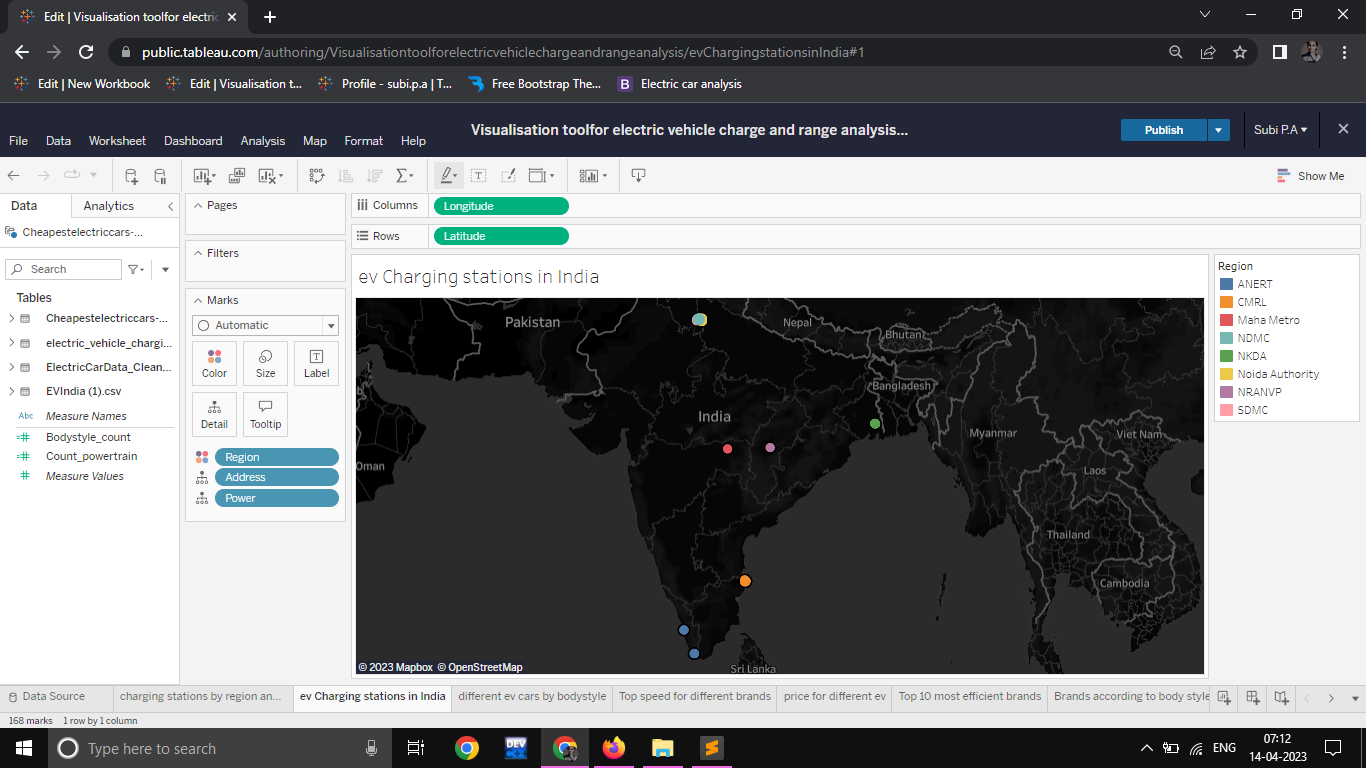 Edit | Visualisation toolfor electric
public.tableau.com/authoring/Visualisationtoolforelectricvehiclechargeandrangeanalysis/evChargingstationsinIndia#1
Edit | New Workbook
Edit | Visualisation t...
Profile - subi.p.a | T...
Free Bootstrap The...
B
Electric car analysis
Visualisation toolfor electric vehicle charge and range analysis...
Publish
Subi P.A
File Data Worksheet Dashboard Analysis Map Format Help
Show Me
Data Analytics
Cheapestelectriccars-...
Search
Tables
Cheapestelectriccars-...
electric_vehicle_chargi...
ElectricCarData_Clean...
EVIndia (1).csv
Abc Measure Names
Bodystyle_count
Count_powertrain
Measure Values
Pages
Filters
Marks
Automatic
Color Size Label
T
Detail Tooltip
Region
Address
Power
Columns Longitude
Rows Latitude
ev Charging stations in India
Pakistan
Nepal
Bhutan
Bangladesh
India
Myanmar
Viet Nam
Oman
Laos
Thailand
Cambodia
Sri Lanka
© 2023 Mapbox © OpenStreetMap
Region
ANERT
CMRL
Maha Metro
NDMC
NKDA
Noida Authority
NRANVP
SDMC
Data Source
charging stations by region an...
ev Charging stations in India
different ev cars by bodystyle
Top speed for different brands
price for different ev
Top 10 most efficient brands
Brands according to body style
168 marks 1 row by 1 column
Type here to search
DEV
ENG
07:12
14-04-2023